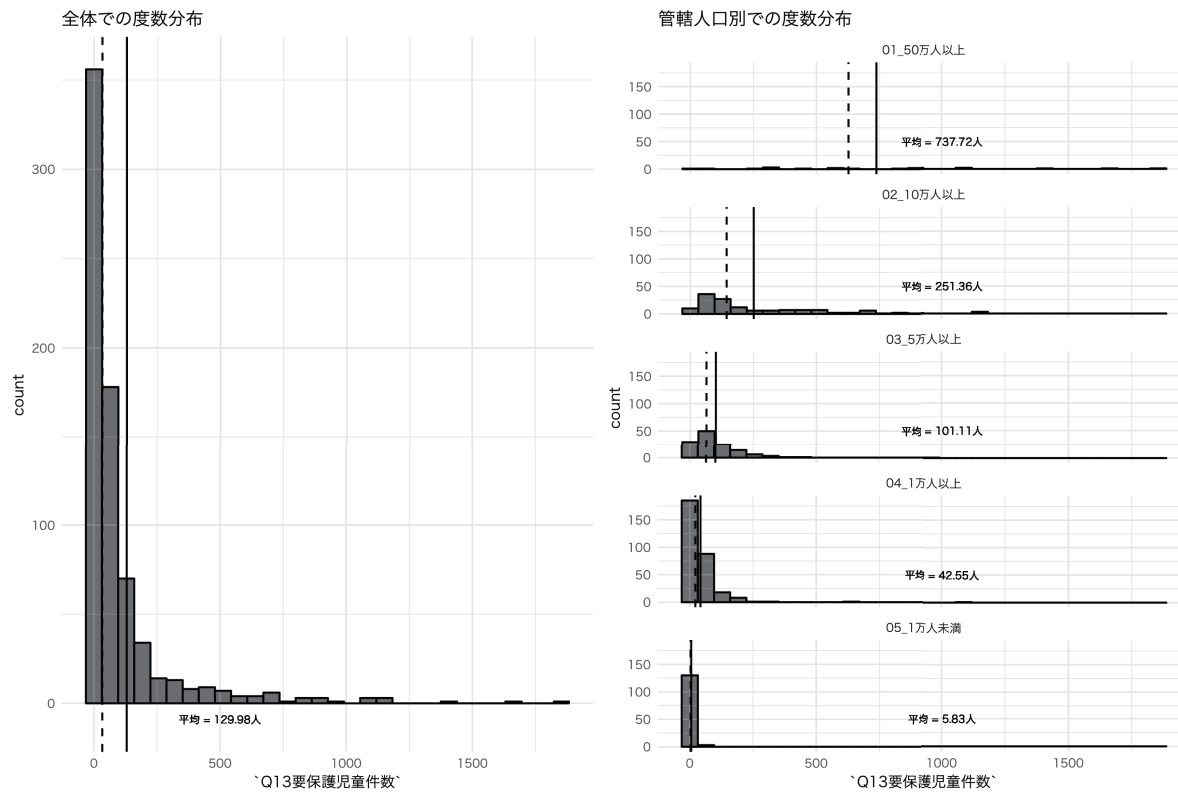 全体での度数分布
count
300
200
100
0
平均 = 129.98人
0 500 1000 1500
`Q13要保護児童件数`
管轄人口別での度数分布
count
01_50万人以上
150
100
50
0
平均 = 737.72人
02_10万人以上
150
100
50
0
平均 = 251.36人
03_5万人以上
150
100
50
0
平均 = 101.11人
04_1万人以上
150
100
50
0
平均 = 42.55人
05_1万人未満
150
100
50
0
平均 = 5.83人
0 500 1000 1500
`Q13要保護児童件数`